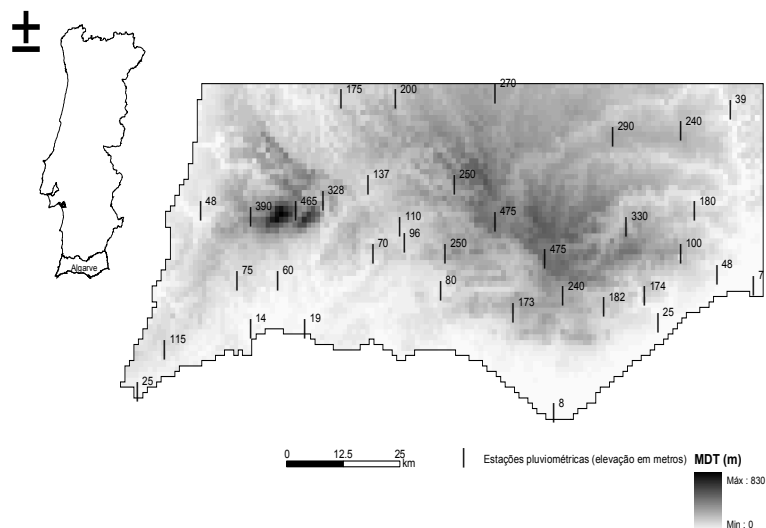 Algarve
175 200 270 39
290 240
137 250
48 390 465 328 110 475 330 180
96
70 250 475 100
75 60 80 48 7
173 240 182 174
14 19 25
115
25 8
0 12.5 25
km
Estações pluviométricas (elevação em metros)
MDT (m)
Máx : 830
Min : 0